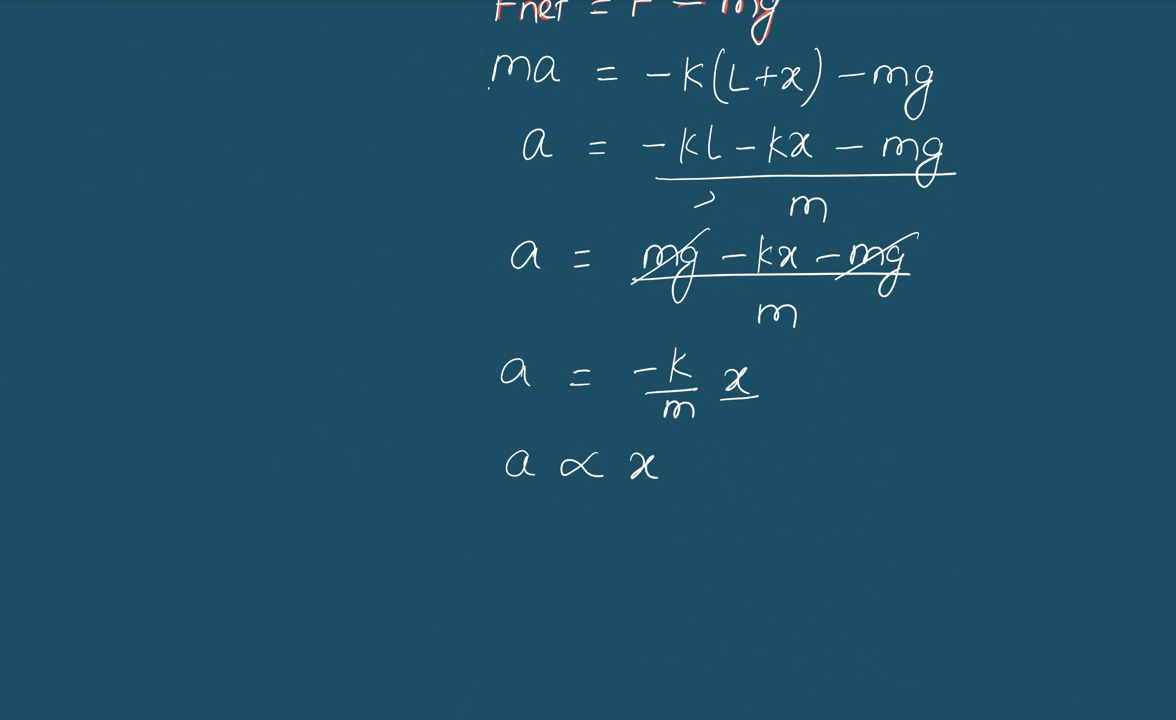 Fnet = F - mg
ma = -k(L+x) - mg
a = (-kl - kx - mg)/m
a = (mg - kx - mg)/m
a = -k/m x
a ∝ x